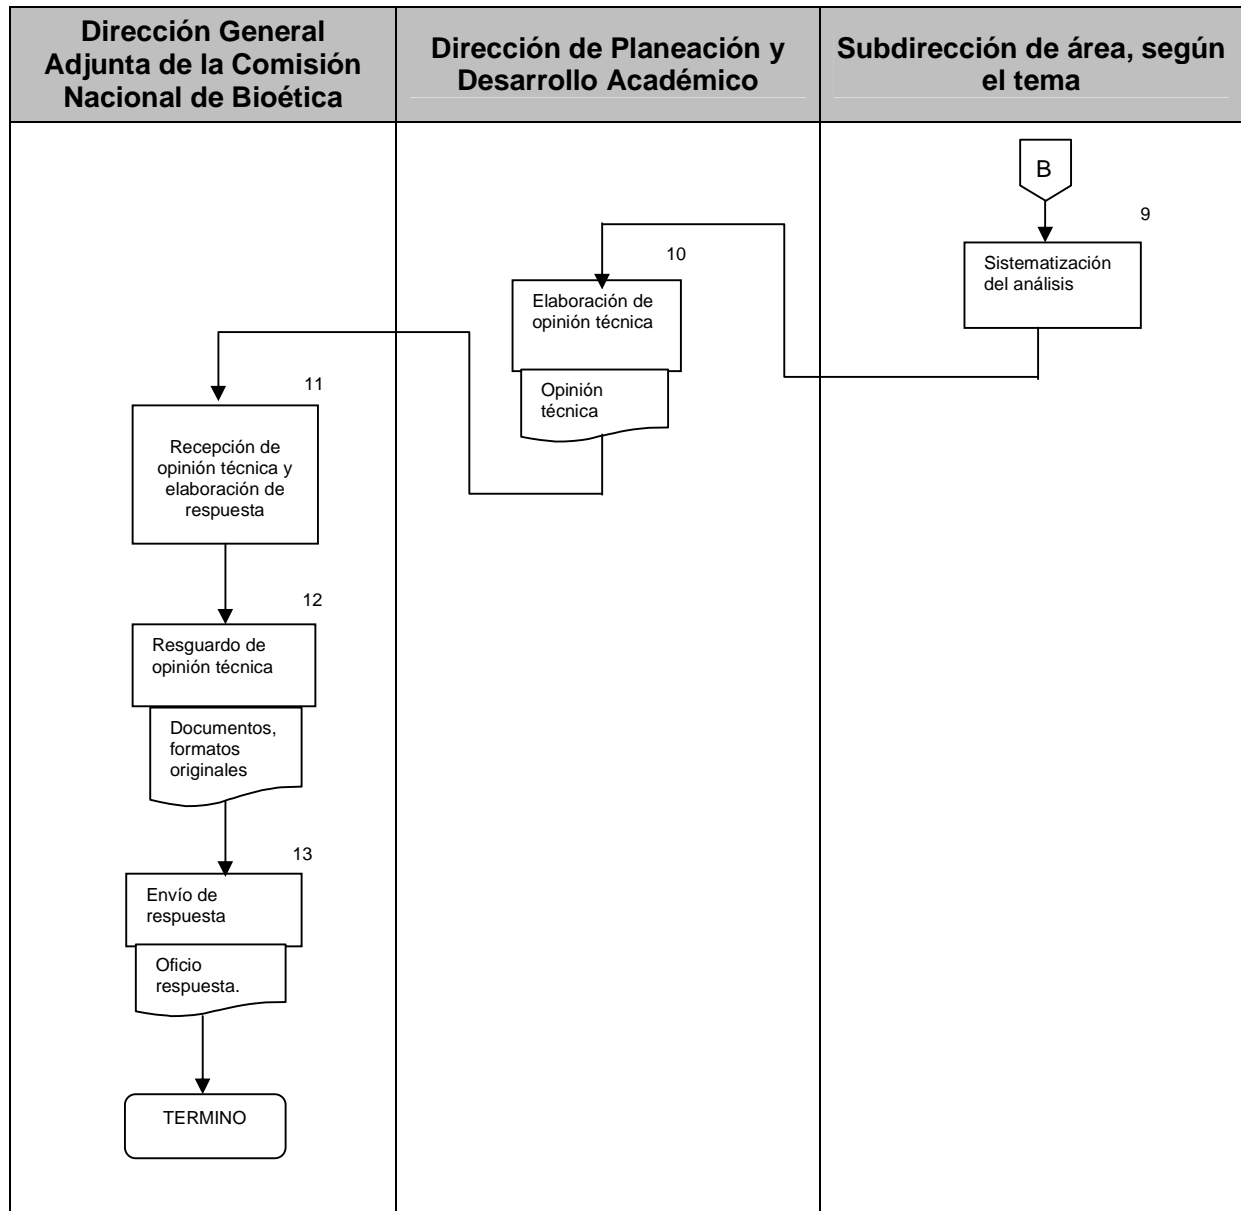 Dirección General
Adjunta de la Comisión
Nacional de Bioética
Dirección de Planeación y
Desarrollo Académico
Subdirección de área, según
el tema
B
9
Sistematización
del análisis
10
Elaboración de
opinión técnica
Opinión
técnica
11
Recepción de
opinión técnica y
elaboración de
respuesta
12
Resguardo de
opinión técnica
Documentos,
formatos
originales
13
Envío de
respuesta
Oficio
respuesta.
TERMINO